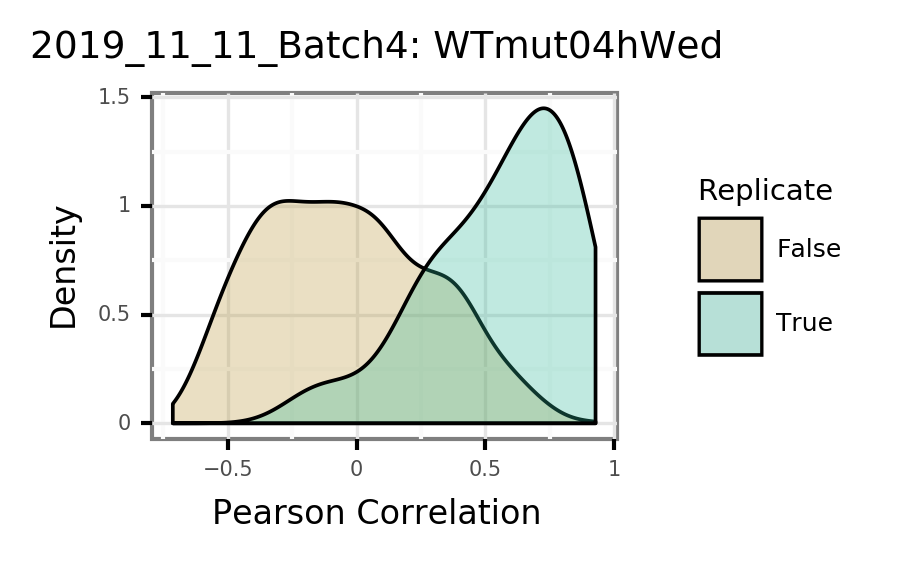 2019_11_11_Batch4: WTmut04hWed
1.5
1
0.5
0
Density
−0.5
0
0.5
1
Pearson Correlation
Replicate
False
True